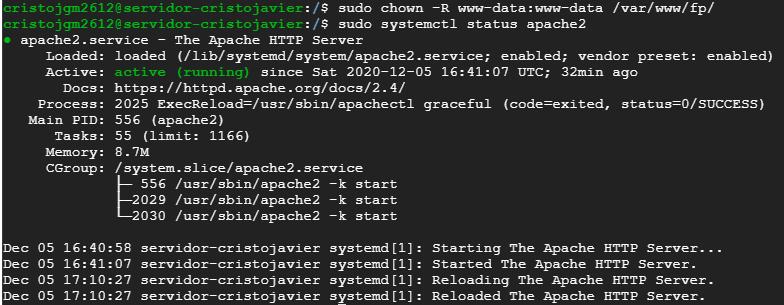 cristojgm2612@servidor-cristojavier:/$ sudo chown -R www-data:www-data /var/www/fp/
cristojgm2612@servidor-cristojavier:/$ sudo systemctl status apache2
● apache2.service - The Apache HTTP Server
     Loaded: loaded (/lib/systemd/system/apache2.service; enabled; vendor preset: enabled)
     Active: active (running) since Sat 2020-12-05 16:41:07 UTC; 32min ago
       Docs: https://httpd.apache.org/docs/2.4/
    Process: 2025 ExecReload=/usr/sbin/apachectl graceful (code=exited, status=0/SUCCESS)
   Main PID: 556 (apache2)
      Tasks: 55 (limit: 1166)
     Memory: 8.7M
     CGroup: /system.slice/apache2.service
             ├─ 556 /usr/sbin/apache2 -k start
             ├─2029 /usr/sbin/apache2 -k start
             └─2030 /usr/sbin/apache2 -k start

Dec 05 16:40:58 servidor-cristojavier systemd[1]: Starting The Apache HTTP Server...
Dec 05 16:41:07 servidor-cristojavier systemd[1]: Started The Apache HTTP Server.
Dec 05 17:10:27 servidor-cristojavier systemd[1]: Reloading The Apache HTTP Server.
Dec 05 17:10:27 servidor-cristojavier systemd[1]: Reloaded The Apache HTTP Server.